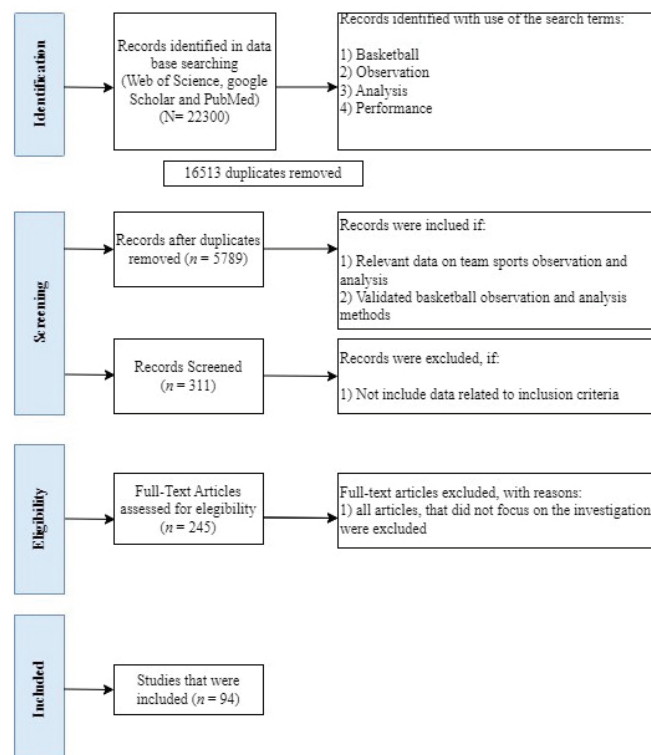 Identification
Records identified in data
base searching
(Web of Science, google
Scholar and PubMed)
(N= 22300)
Records identified with use of the search terms:
1) Basketball
2) Observation
3) Analysis
4) Performance
16513 duplicates removed
Screening
Records after duplicates
removed (n = 5789)
Records were inclued if:
1) Relevant data on team sports observation and
analysis
2) Validated basketball observation and analysis
methods
Records Screened
(n = 311)
Records were excluded, if:
1) Not include data related to inclusion criteria
Eligibility
Full-Text Articles
assessed for elegibility
(n = 245)
Full-text articles excluded, with reasons:
1) all articles, that did not focus on the investigation
were excluded
Included
Studies that were
included (n = 94)